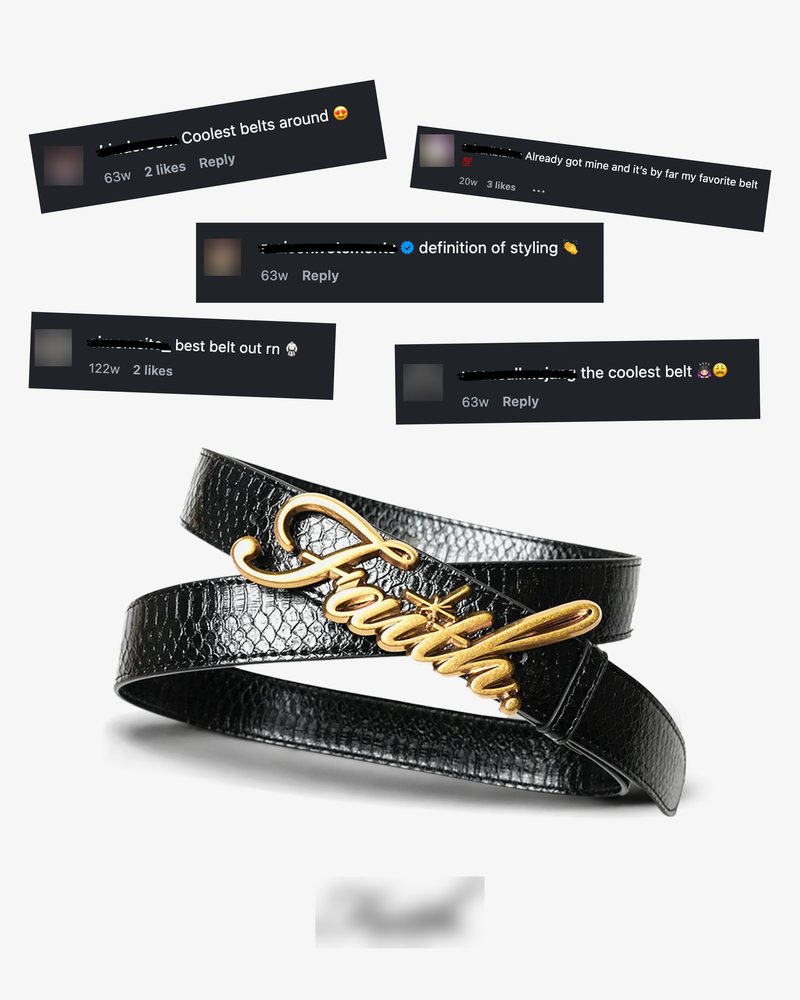 Coolest belts around 😍
63w 2 likes Reply
Already got mine and it's by far my favorite belt
💯
20w 3 likes ...
definition of styling 👏
63w Reply
best belt out rn
122w 2 likes
the coolest belt 😩
63w Reply
Faith.